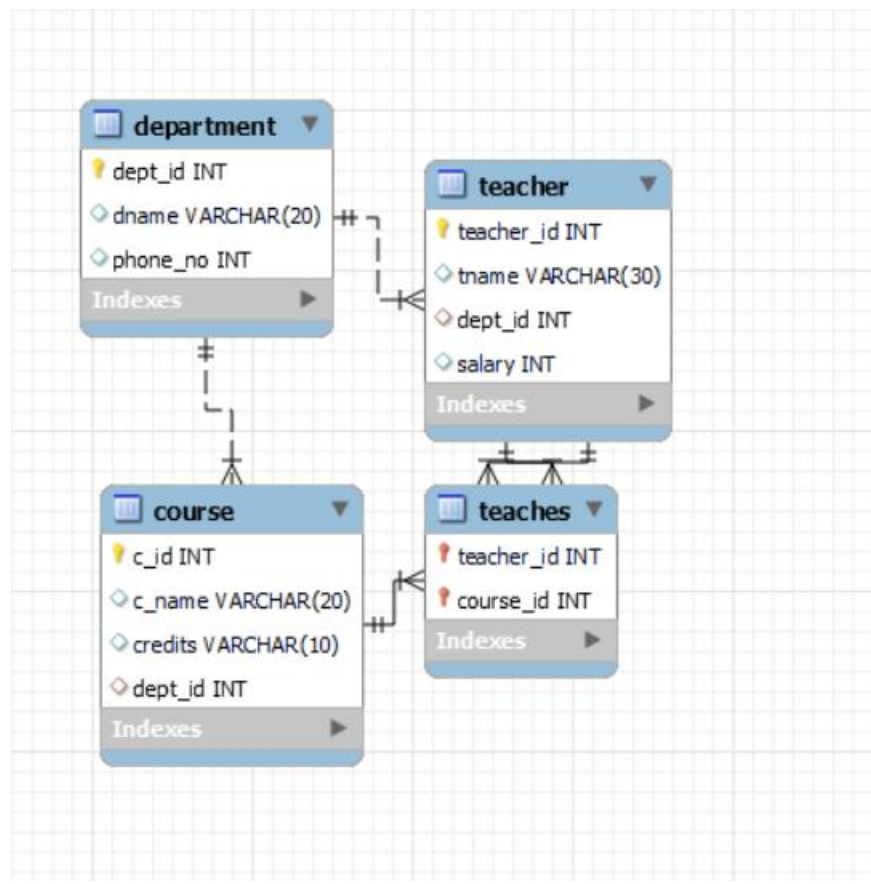 department
dept_id INT
dname VARCHAR(20)
phone_no INT
Indexes
teacher
teacher_id INT
tname VARCHAR(30)
dept_id INT
salary INT
Indexes
course
c_id INT
c_name VARCHAR(20)
credits VARCHAR(10)
dept_id INT
Indexes
teaches
teacher_id INT
course_id INT
Indexes